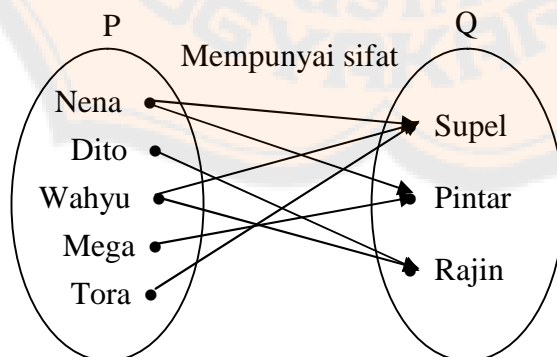 P
Q
Mempunyai sifat
Nena
Dito
Wahyu
Mega
Tora
Supel
Pintar
Rajin